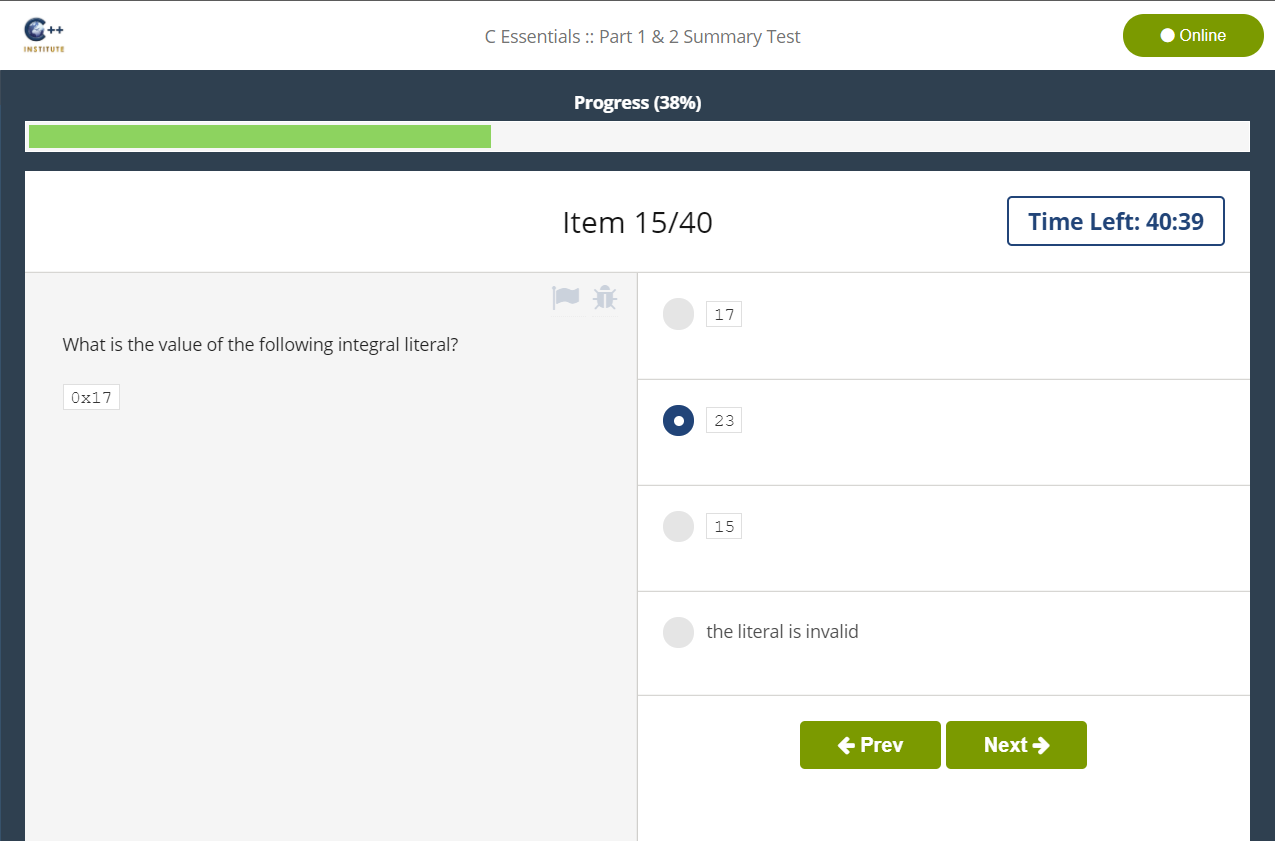 C++
INSTITUTE
C Essentials :: Part 1 & 2 Summary Test
Online
Progress (38%)
Item 15/40
Time Left: 40:39
What is the value of the following integral literal?
0x17
17
23
15
the literal is invalid
Prev
Next